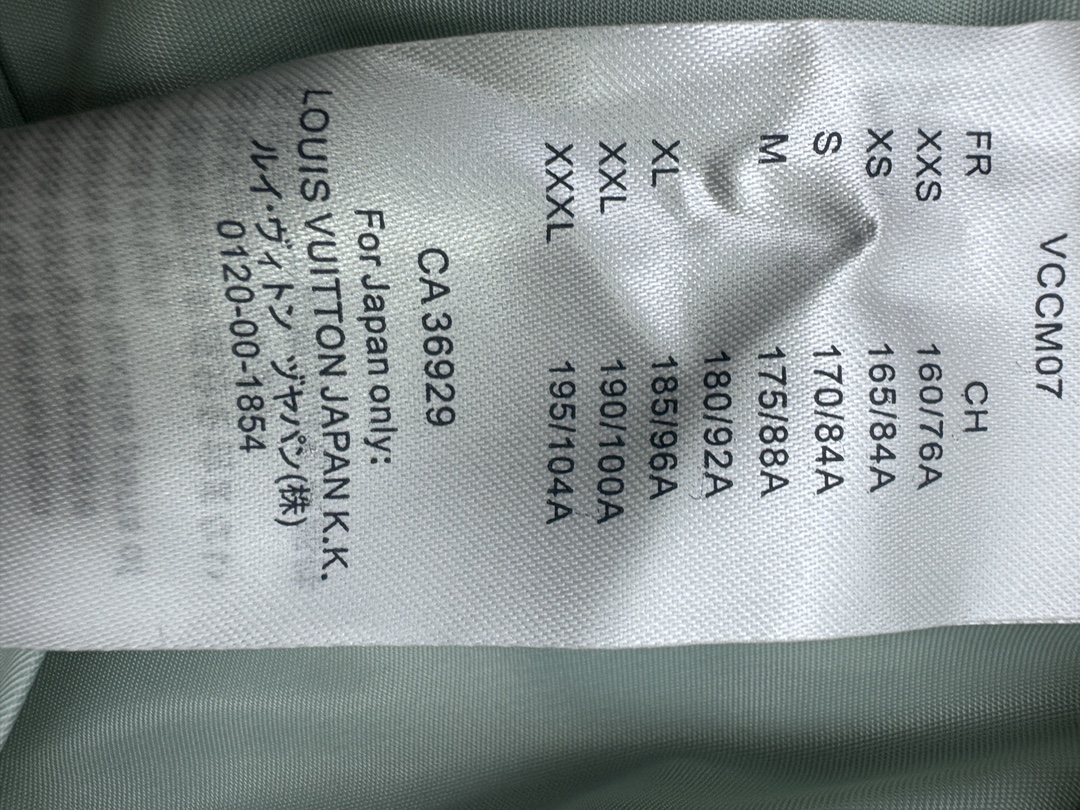 VCCM07
FR CH
XXS 160/76A
XS 165/84A
S 170/84A
M 175/88A
180/92A
XL 185/96A
XXL 190/100A
XXXL 195/104A
CA 36929
For Japan only:
LOUIS VUITTON JAPAN K.K.
ルイ·ヴィトン ヅヤパン(株)
0120-00-1854